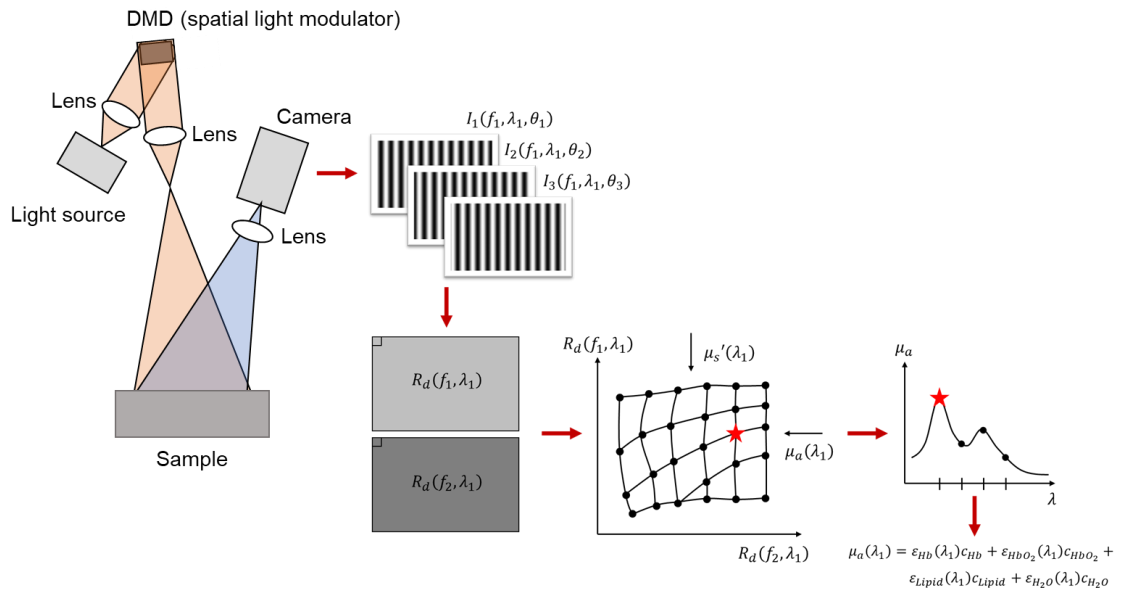 DMD (spatial light modulator)
Lens
Lens
Camera
Light source
Lens
Sample
I₁(f₁,λ₁,θ₁)
I₂(f₁,λ₁,θ₂)
I₃(f₁,λ₁,θ₃)
R_d(f₁,λ₁)
R_d(f₂,λ₁)
R_d(f₁,λ₁)
μ_s′(λ₁)
μ_a(λ₁)
R_d(f₂,λ₁)
μ_a
λ
μ_a(λ₁) = ε_Hb(λ₁)c_Hb + ε_HbO₂(λ₁)c_HbO₂ +
ε_Lipid(λ₁)c_Lipid + ε_H₂O(λ₁)c_H₂O